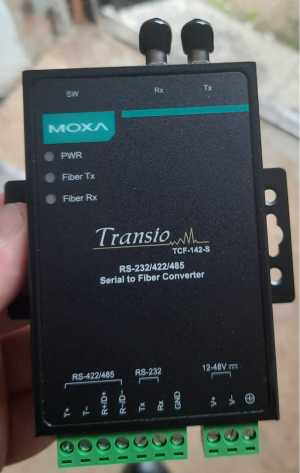 SW Rx Tx
MOXA
PWR
Fiber Tx
Fiber Rx
Transio
TCF-142-S
RS-232/422/485
Serial to Fiber Converter
RS-422/485 RS-232 12-48V ⎓
T+ T- R+/D+ R-/D- Tx Rx GND V+ V-